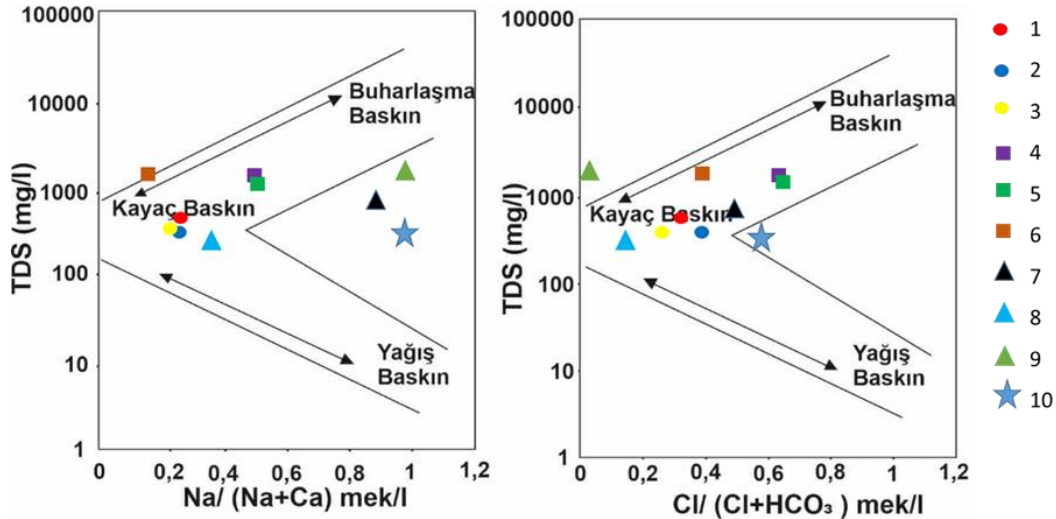 100000
10000
1000
100
10
1
TDS (mg/l)
Buharlaşma
Baskın
Kayaç Baskın
Yağış
Baskın
0
0,2
0,4
0,6
0,8
1
1,2
Na/ (Na+Ca) mek/l
100000
10000
1000
100
10
1
TDS (mg/l)
Buharlaşma
Baskın
Kayaç Baskın
Yağış
Baskın
0
0,2
0,4
0,6
0,8
1
1,2
Cl/ (Cl+HCO₃ ) mek/l
1
2
3
4
5
6
7
8
9
10